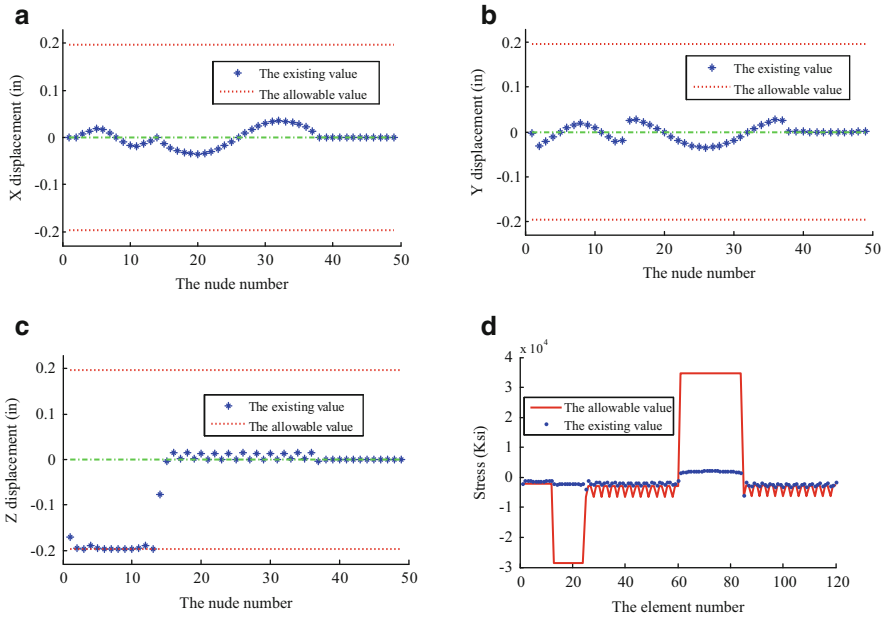 a
0.2
0.1
0
-0.1
-0.2
X displacement (in)
The existing value
The allowable value
0 10 20 30 40 50
The nude number
b
0.2
0.1
0
-0.1
-0.2
Y displacement (in)
The existing value
The allowable value
0 10 20 30 40 50
The nude number
c
0.2
0.1
0
-0.1
-0.2
Z displacement (in)
The existing value
The allowable value
0 10 20 30 40 50
The nude number
d
x 10^4
4
3
2
1
0
-1
-2
-3
Stress (Ksi)
The allowable value
The existing value
0 20 40 60 80 100 120
The element number